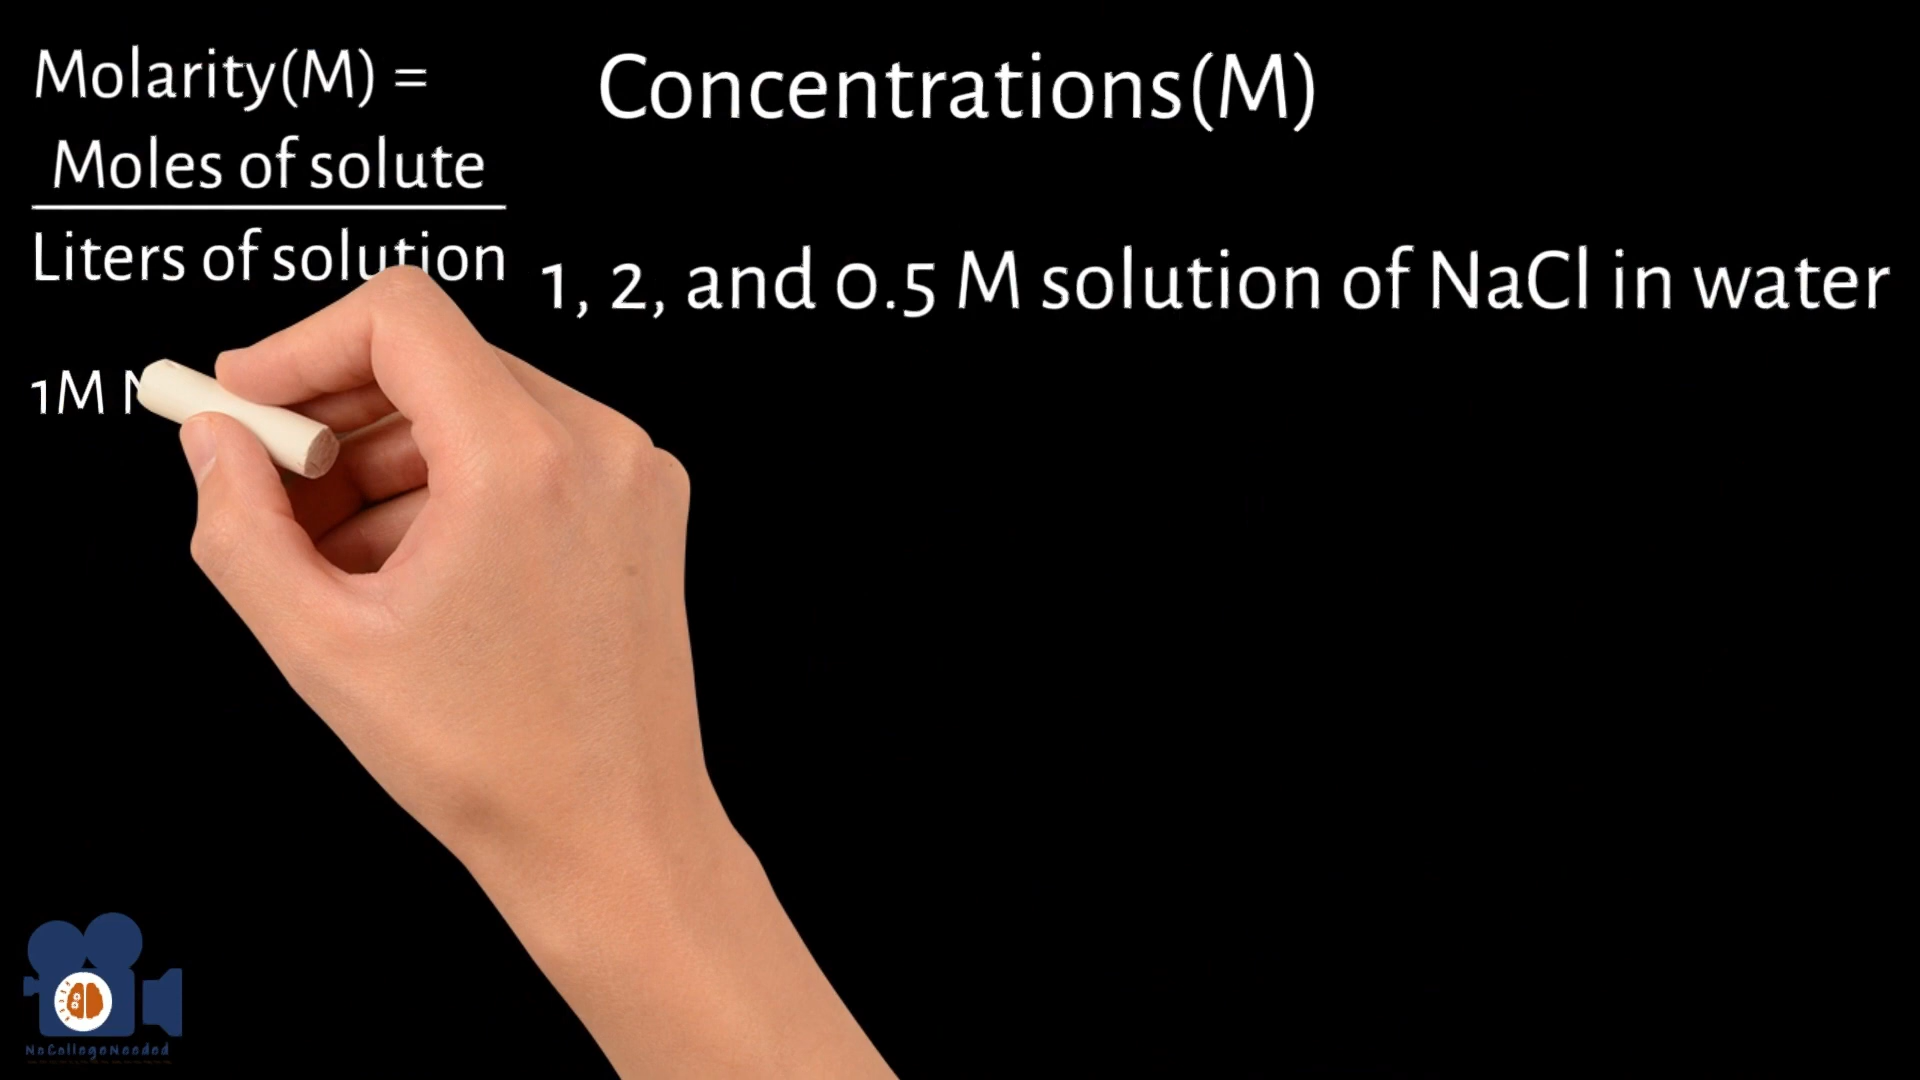 Molarity(M) =
Moles of solute
Liters of solution
Concentrations(M)
1, 2, and 0.5 M solution of NaCl in water
1M
NoCollegeNeeded